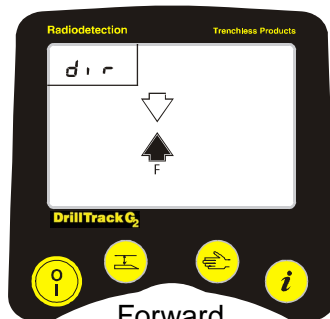 Radiodetection Trenchless Products
dir
F
DrillTrack G2
i
Forward